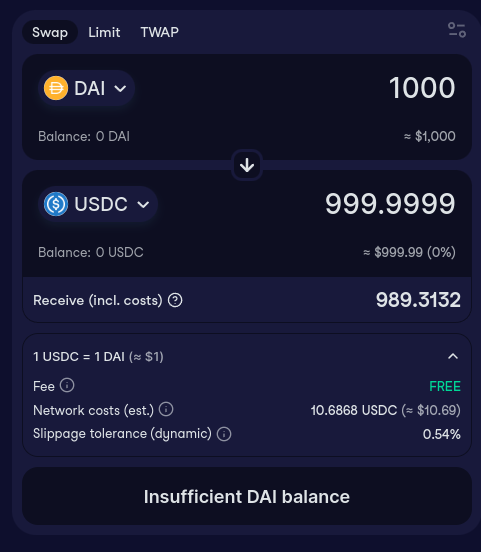 Swap Limit TWAP
DAI 1000
Balance: 0 DAI ≈ $1,000
USDC 999.9999
Balance: 0 USDC ≈ $999.99 (0%)
Receive (incl. costs) ? 989.3132
1 USDC = 1 DAI (≈ $1)
Fee FREE
Network costs (est.) 10.6868 USDC (≈ $10.69)
Slippage tolerance (dynamic) 0.54%
Insufficient DAI balance